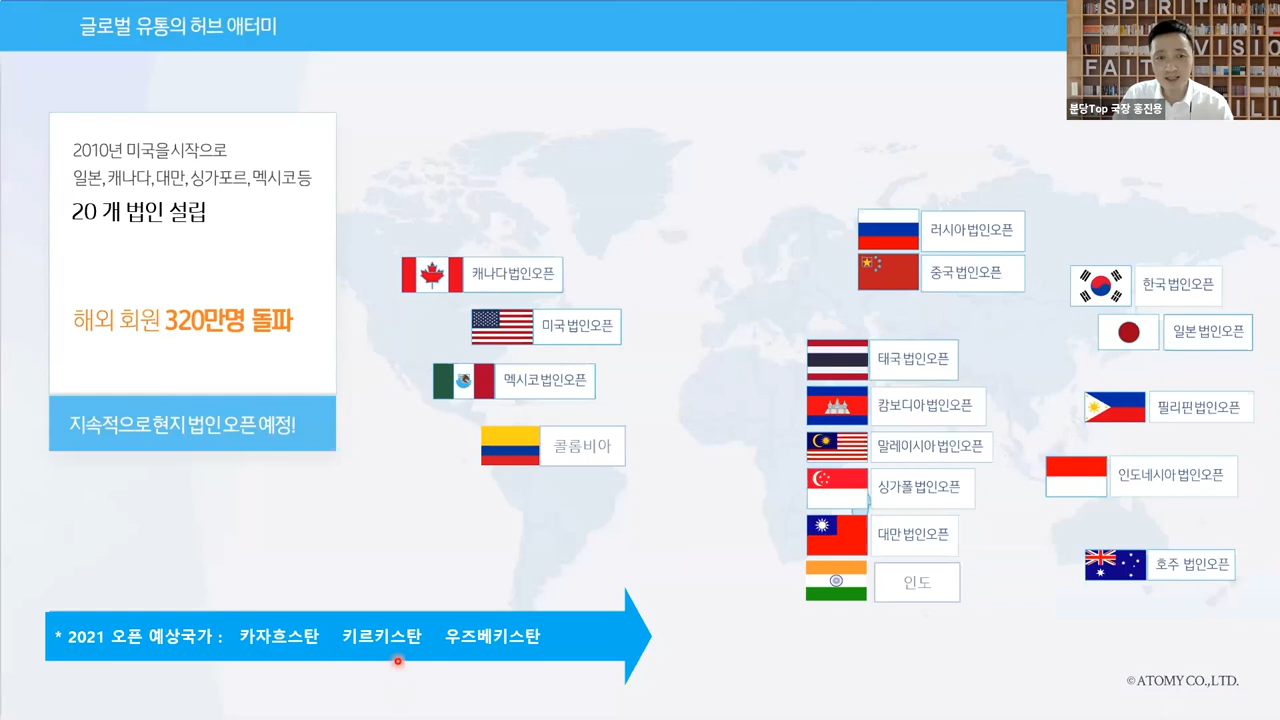 글로벌 유통의 허브 애터미
SPIRIT
VISIO
FAIT
분당Top 국장 홍진용
2010년 미국을시작으로
일본, 캐나다, 대만, 싱가포르, 멕시코 등
20 개 법인 설립
해외 회원 320만명 돌파
지속적으로 현지 법인 오픈 예정!
캐나다법인오픈
미국 법인오픈
멕시코 법인오픈
콜롬비아
러시아 법인오픈
중국 법인오픈
한국 법인오픈
일본 법인오픈
태국 법인오픈
캄보디아 법인오픈
말레이시아 법인오픈
싱가폴 법인오픈
대만 법인오픈
인도
필리핀 법인오픈
인도네시아 법인오픈
호주 법인오픈
* 2021 오픈 예상국가 : 카자흐스탄 키르키스탄 우즈베키스탄
©ATOMY CO.,LTD.